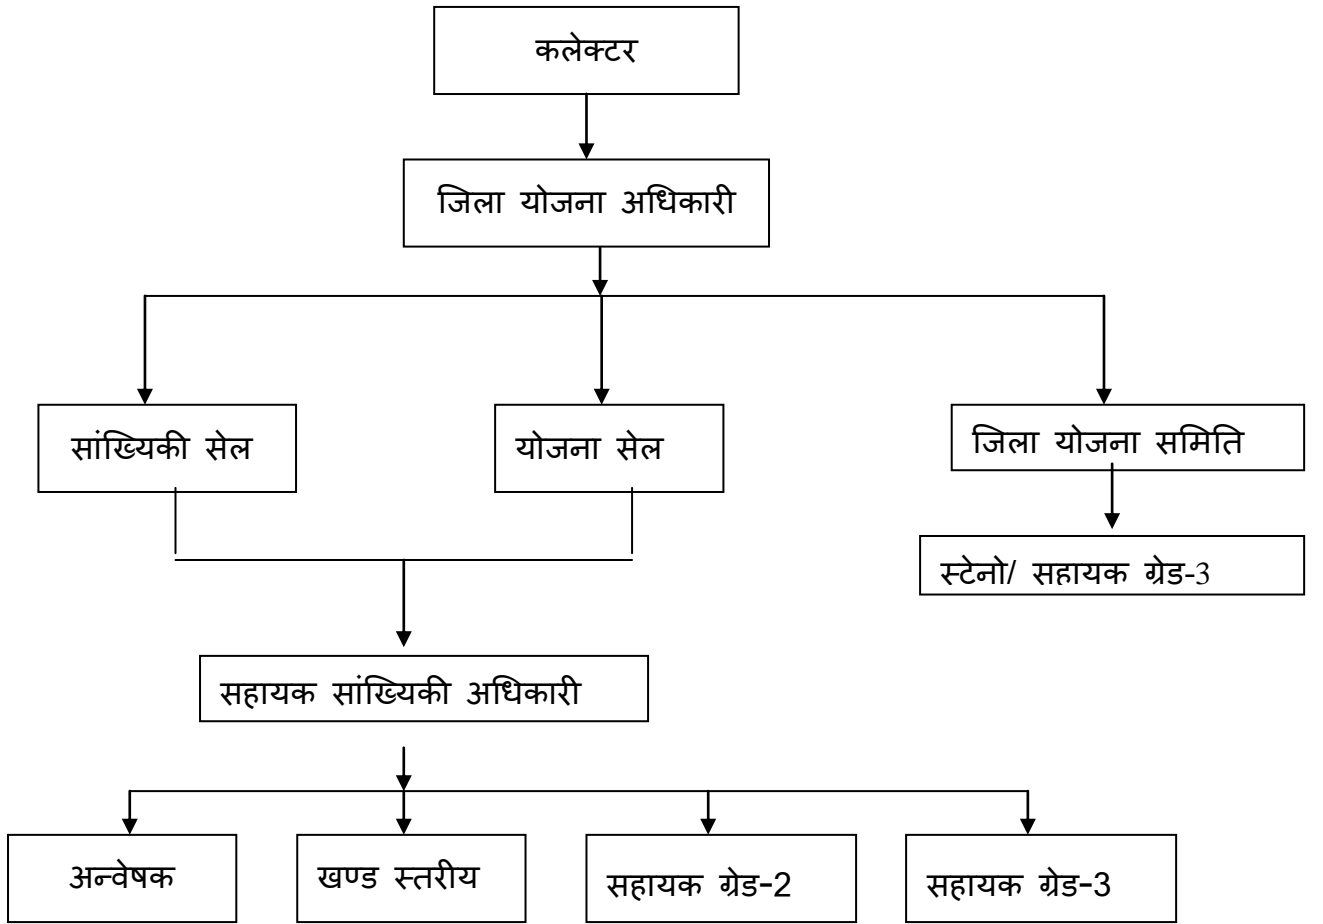 कलेक्टर
जिला योजना अधिकारी
सांख्यिकी सेल
योजना सेल
जिला योजना समिति
स्टेनो/ सहायक ग्रेड-3
सहायक सांख्यिकी अधिकारी
अन्वेषक
खण्ड स्तरीय
सहायक ग्रेड-2
सहायक ग्रेड-3